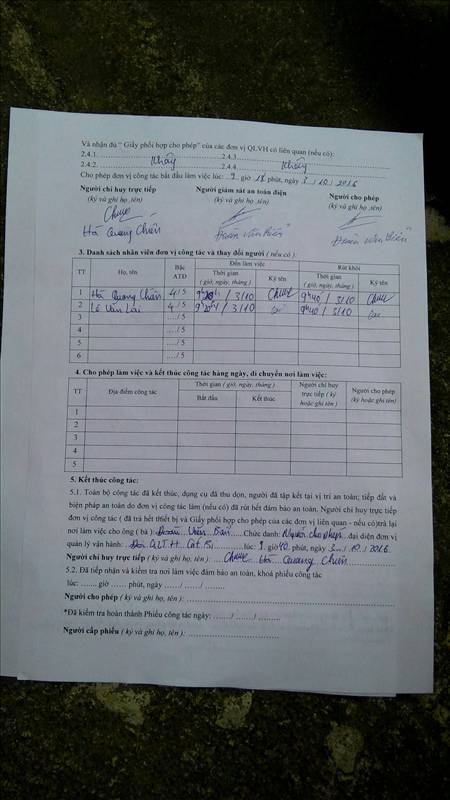 Và nhận đủ " Giấy phối hợp cho phép" của các đơn vị QLVH có liên quan (nếu có):
2.4.1. Không 2.4.3
2.4.2. 2.4.4 Không
Cho phép đơn vị công tác bắt đầu làm việc lúc: 9 giờ 18 phút, ngày 3 / 10 / 2016
Người chỉ huy trực tiếp Người giám sát an toàn điện Người cho phép
(ký và ghi họ ,tên) (ký và ghi họ ,tên) (ký và ghi họ ,tên)
Hà Quang Chiến Đoàn Văn Biên Đoàn Văn Biên
3. Danh sách nhân viên đơn vị công tác và thay đổi người ( nếu có ):
TT Họ, tên Bậc ATĐ Đến làm việc Rút khỏi
Thời gian ( giờ, ngày, tháng ) Ký tên Thời gian ( giờ, ngày, tháng ) Ký tên
1 Hà Quang Chiến 4 / 5 / 3/10 9h40 / 3/10
2 Lê Văn Lai 4 / 5 / 3/10 9h40 / 3/10
3 ..../ 5
4 ..../ 5
5 ..../ 5
6 ..../ 5
4. Cho phép làm việc và kết thúc công tác hàng ngày, di chuyển nơi làm việc:
TT Địa điểm công tác Thời gian ( giờ, ngày, tháng ) Người chỉ huy trực tiếp ( ký hoặc ghi tên ) Người cho phép (ký hoặc ghi tên)
Bắt đầu Kết thúc
1
2
3
4
5
5. Kết thúc công tác:
5.1. Toàn bộ công tác đã kết thúc, dụng cụ đã thu dọn, người đã tập kết tại vị trí an toàn; tiếp đất và
biện pháp an toàn do đơn vị công tác làm (nếu có) đã rút hết đảm bảo an toàn. Người chỉ huy trực tiếp
đơn vị công tác ( đã trả hết thiết bị và Giấy phối hợp cho phép của các đơn vị liên quan - nếu có)trả lại
nơi làm việc cho ông ( bà ): Đoàn Văn Biên Chức danh: Người cho phép đại diện đơn vị
quản lý vận hành: Đội QLTH lúc: 9 giờ 40 phút, ngày 3 / 10 / 2016
Người chỉ huy trực tiếp ( ký và ghi họ, tên ): Hà Quang Chiến
5.2. Đã tiếp nhận và kiểm tra nơi làm việc đảm bảo an toàn, khoá phiếu công tác
lúc: ....... giờ ...... phút, ngày ....../ ....../ .......
Người cho phép ( ký và ghi họ, tên ):
*Đã kiểm tra hoàn thành Phiếu công tác ngày: ....../ ....../ .......
Người cấp phiếu ( ký và ghi họ, tên ):